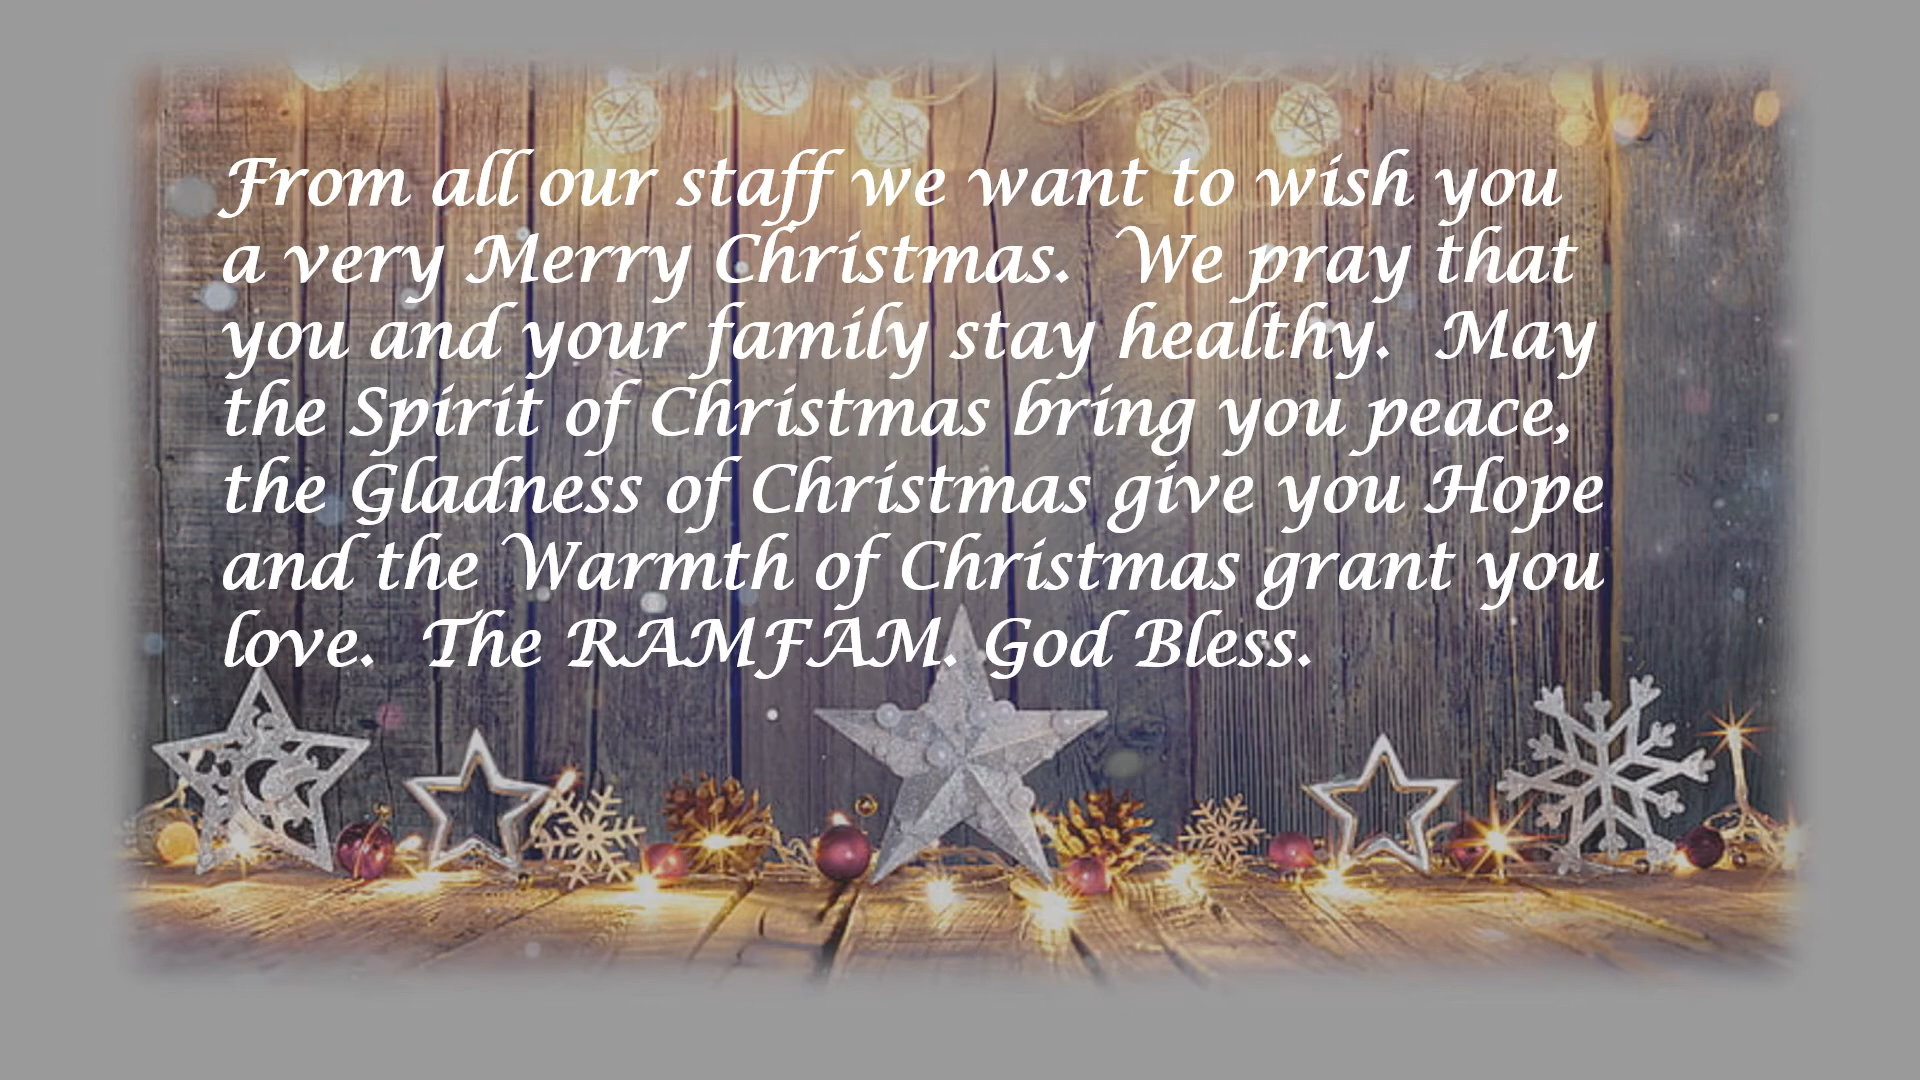 From all our staff we want to wish you
a very Merry Christmas.  We pray that
you and your family stay healthy.  May
the Spirit of Christmas bring you peace,
the Gladness of Christmas give you Hope
and the Warmth of Christmas grant you
love.  The RAMFAM. God Bless.